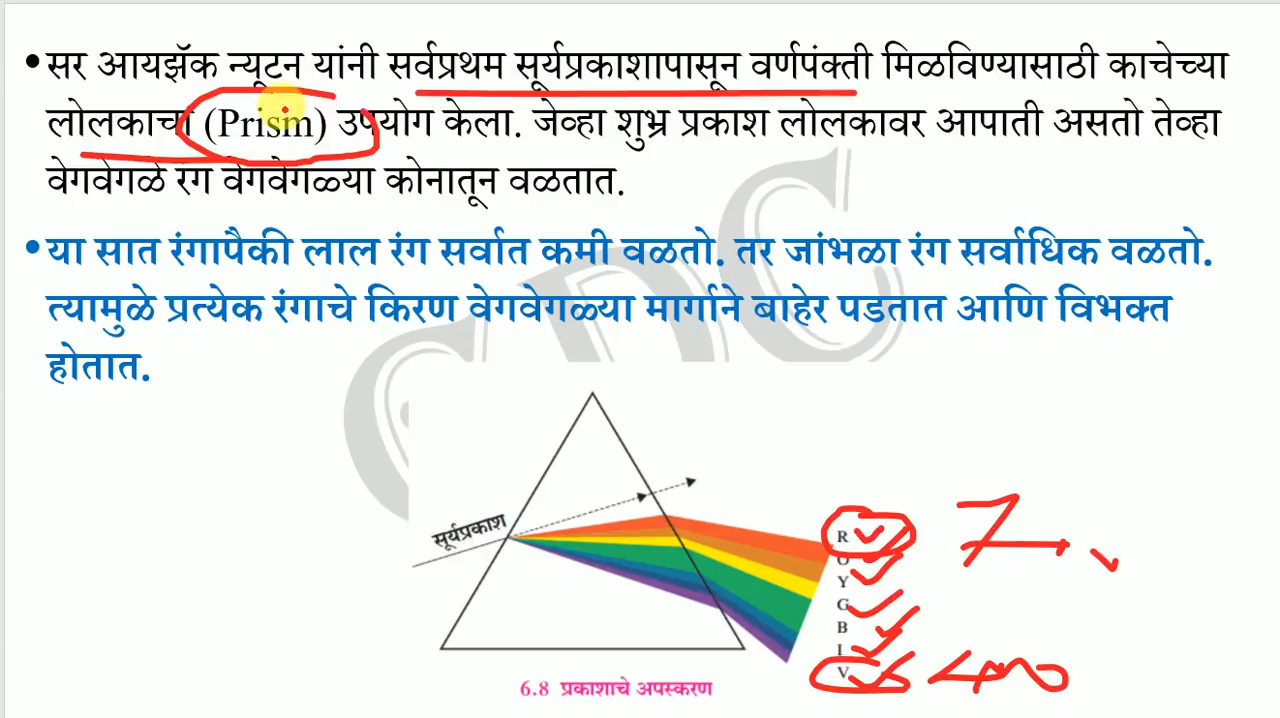 • सर आयझॅक न्यूटन यांनी सर्वप्रथम सूर्यप्रकाशापासून वर्णपंक्ती मिळविण्यासाठी काचेच्या
लोलकाचा (Prism) उपयोग केला. जेव्हा शुभ्र प्रकाश लोलकावर आपाती असतो तेव्हा
वेगवेगळे रंग वेगवेगळ्या कोनातून वळतात.
• या सात रंगापैकी लाल रंग सर्वात कमी वळतो. तर जांभळा रंग सर्वाधिक वळतो.
त्यामुळे प्रत्येक रंगाचे किरण वेगवेगळ्या मार्गाने बाहेर पडतात आणि विभक्त
होतात.
सूर्यप्रकाश
R
O
Y
G
B
I
V
400
6.8 प्रकाशाचे अपस्करण